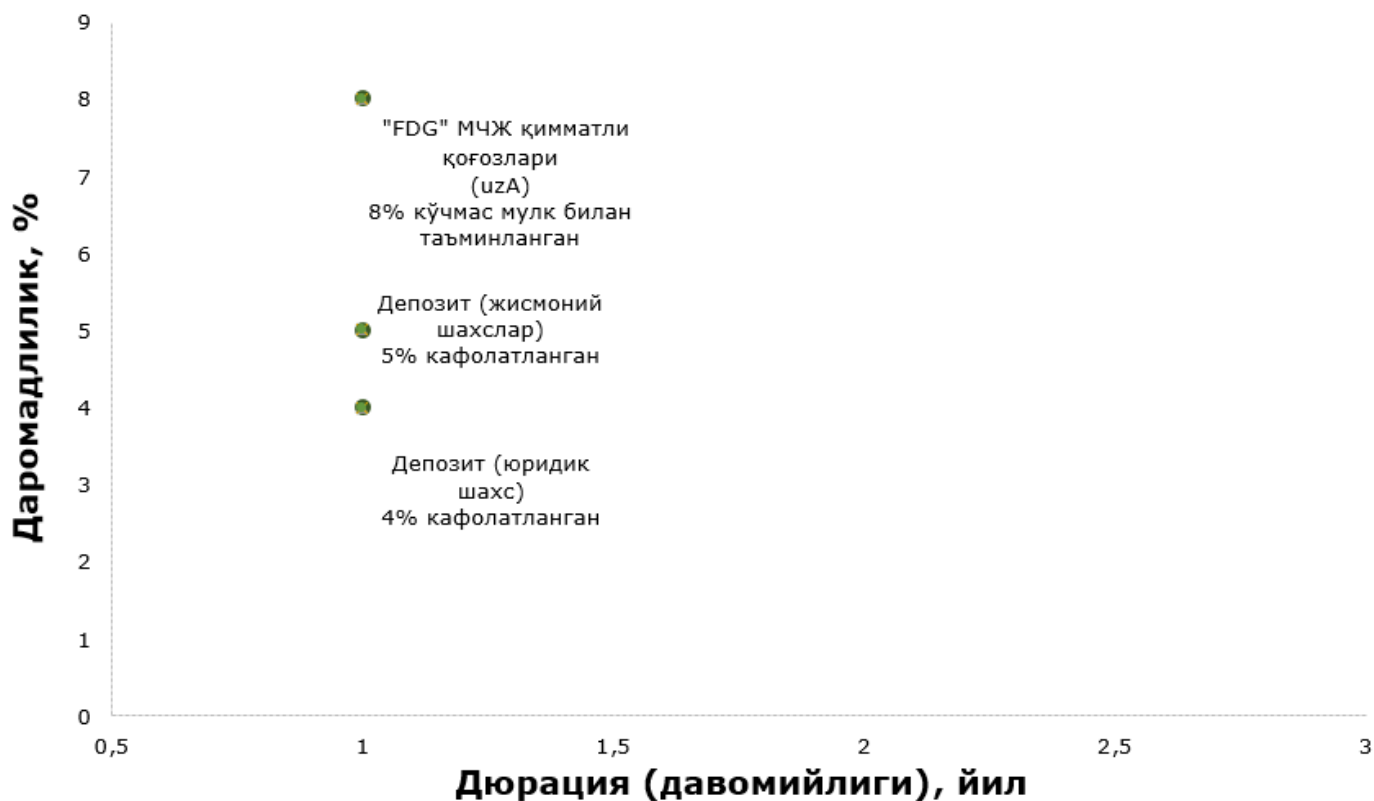 9
8
"FDG" МЧЖ қимматли
қоғозлари
(uzA)
8% кўчмас мулк билан
таъминланган
7
6
Депозит (жисмоний
шахслар)
5% кафолатланган
5
4
Депозит (юридик
шахс)
4% кафолатланган
3
2
1
0
Даромадлилик, %
0,5 1 1,5 2 2,5 3
Дюрация (давомийлиги), йил